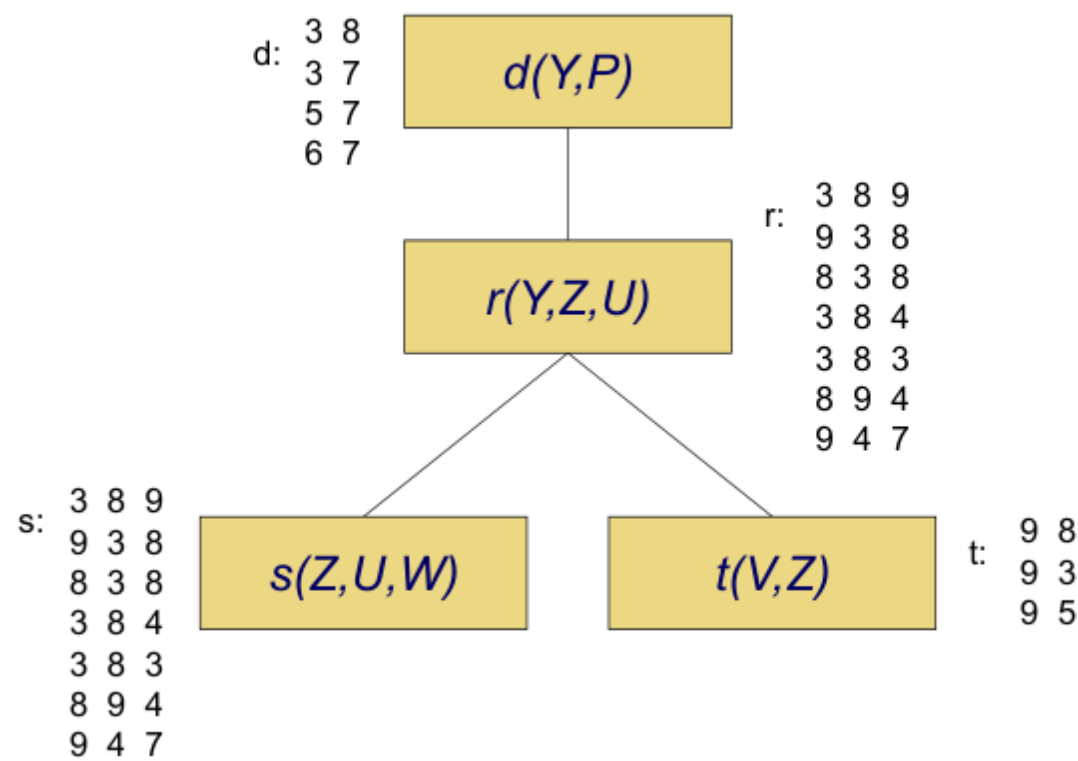 d: 3 8
3 7
5 7
6 7
d(Y,P)
r: 3 8 9
9 3 8
8 3 8
3 8 4
3 8 3
8 9 4
9 4 7
r(Y,Z,U)
s: 3 8 9
9 3 8
8 3 8
3 8 4
3 8 3
8 9 4
9 4 7
s(Z,U,W)
t(V,Z)
t: 9 8
9 3
9 5